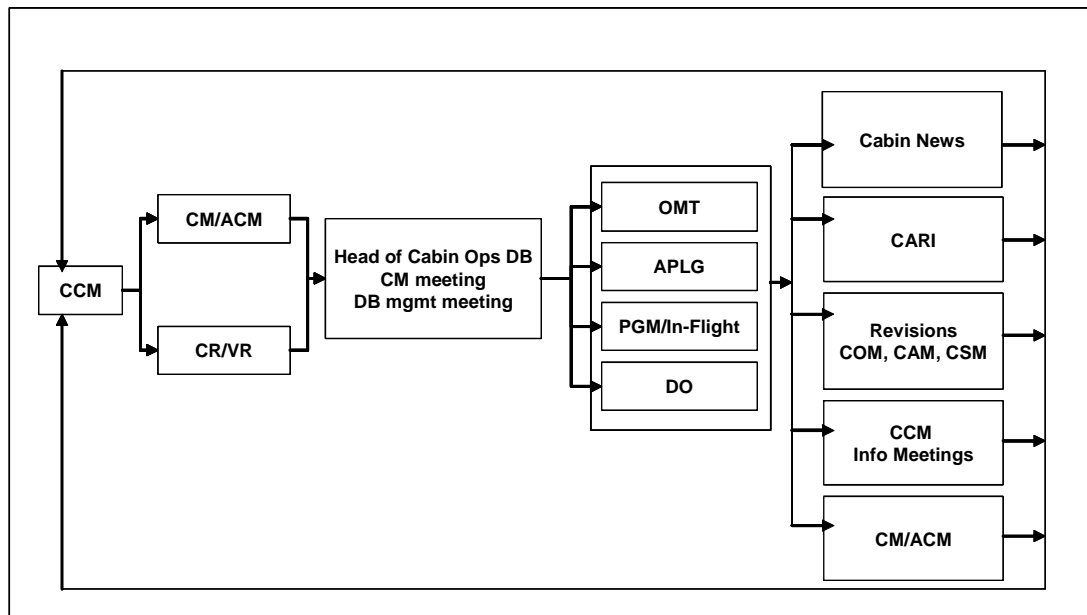 CCM
CM/ACM
CR/VR
Head of Cabin Ops DB
CM meeting
DB mgmt meeting
OMT
APLG
PGM/In-Flight
DO
Cabin News
CARI
Revisions
COM, CAM, CSM
CCM
Info Meetings
CM/ACM